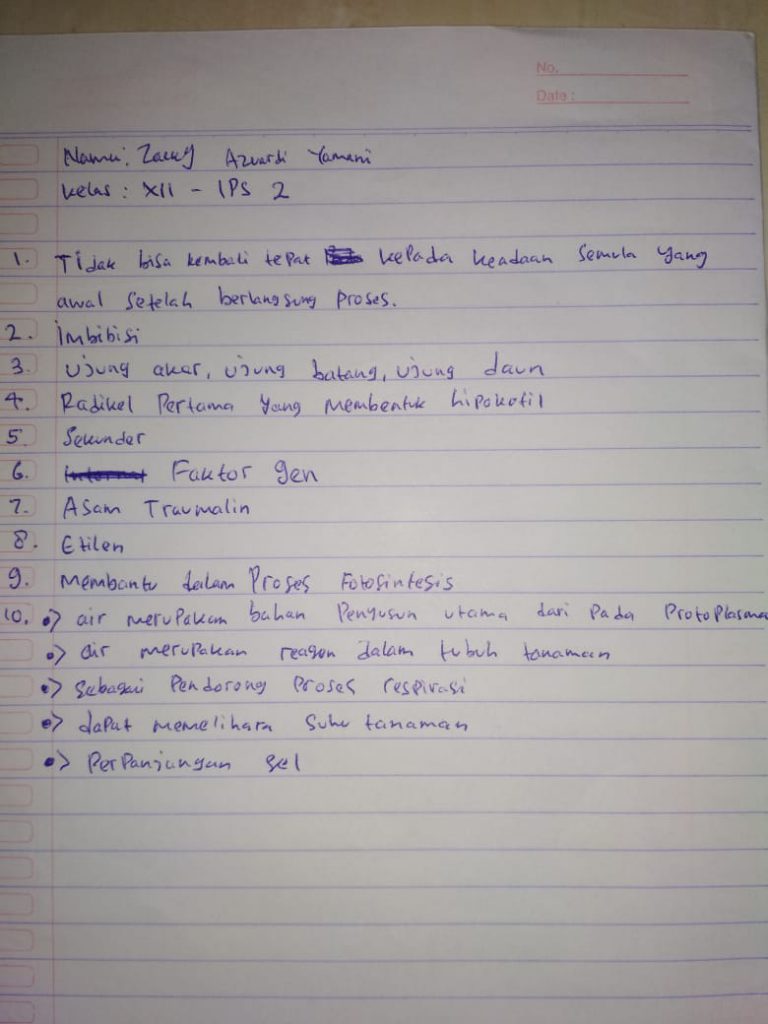 No.
Date :
Nama: Zacky Azuardi Yamani
Kelas : XII - IPS 2
1. Tidak bisa kembali tepat kepada keadaan semula yang
awal setelah berlangsung proses.
2. Imbibisi
3. Ujung akar, ujung batang, ujung daun
4. Radikel Pertama yang membentuk hipokotil
5. Sekunder
6. Faktor gen
7. Asam Traumalin
8. Etilen
9. Membantu dalam Proses Fotosintesis
10. •> air merupakan bahan Penyusun utama dari pada Protoplasma
•> air merupakan reagen dalam tubuh tanaman
•> sebagai Pendorong Proses respirasi
•> dapat memelihara suhu tanaman
•> Perpanjangan sel